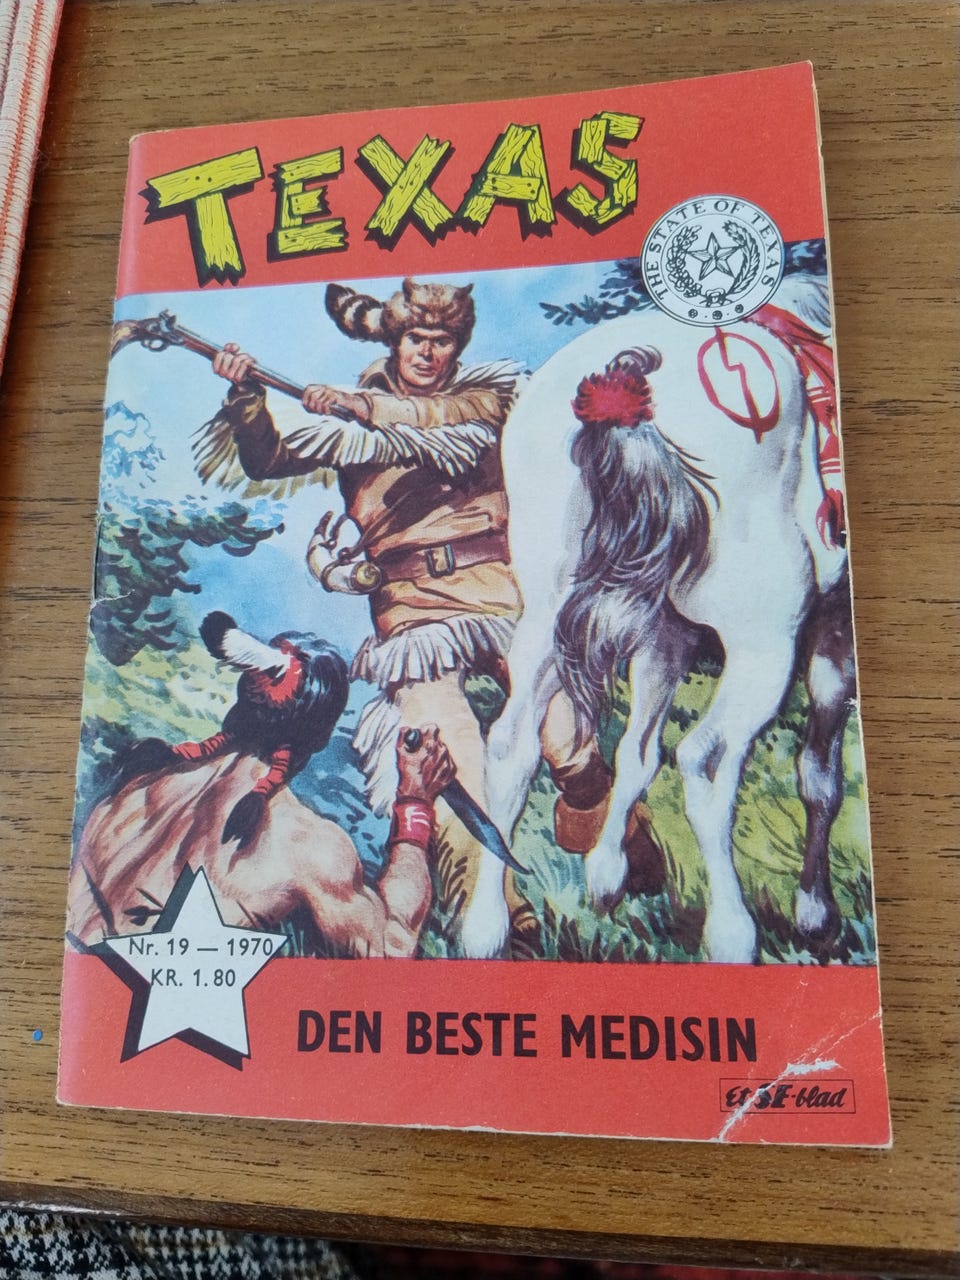 TEXAS
THE STATE OF TEXAS
Nr. 19 — 1970
KR. 1.80
DEN BESTE MEDISIN
Et SE-blad